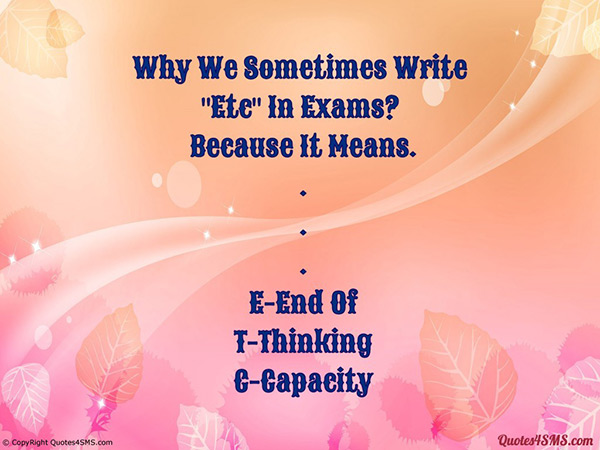 Why We Sometimes Write
"Etc" In Exams?
Because It Means.
.
.
.
E-End Of
T-Thinking
C-Capacity
© CopyRight Quotes4SMS.com
Quotes4SMS.com